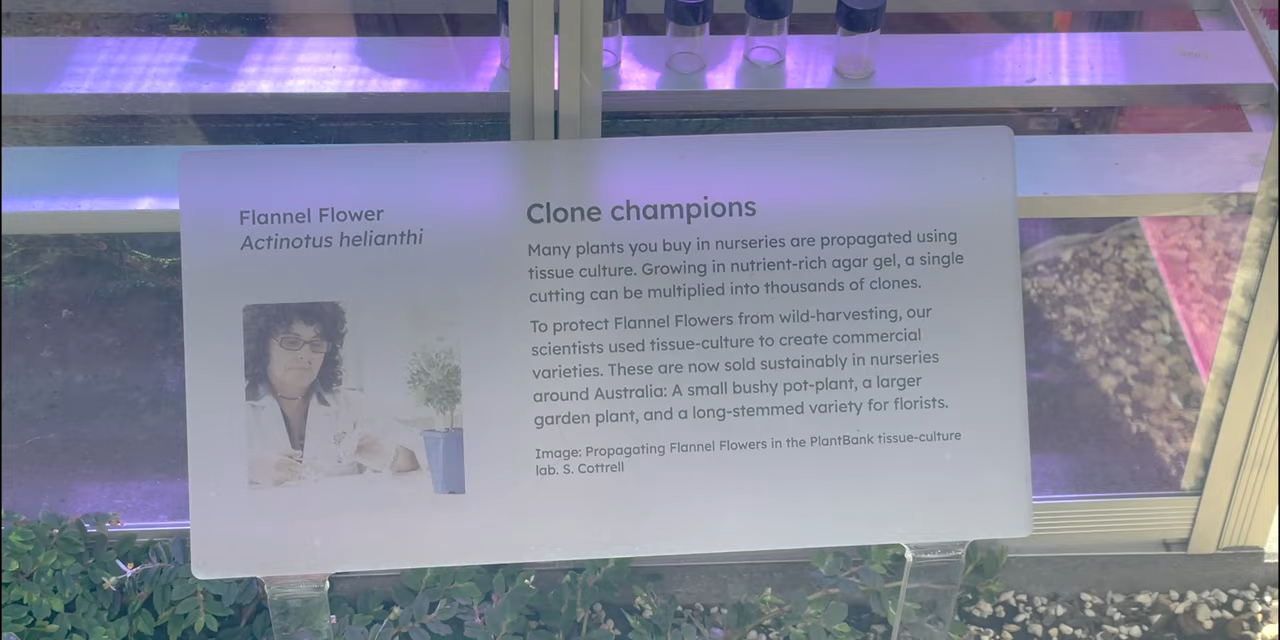 Flannel Flower
Actinotus helianthi
Clone champions
Many plants you buy in nurseries are propagated using
tissue culture. Growing in nutrient-rich agar gel, a single
cutting can be multiplied into thousands of clones.
To protect Flannel Flowers from wild-harvesting, our
scientists used tissue-culture to create commercial
varieties. These are now sold sustainably in nurseries
around Australia: A small bushy pot-plant, a larger
garden plant, and a long-stemmed variety for florists.
Image: Propagating Flannel Flowers in the PlantBank tissue-culture
lab. S. Cottrell